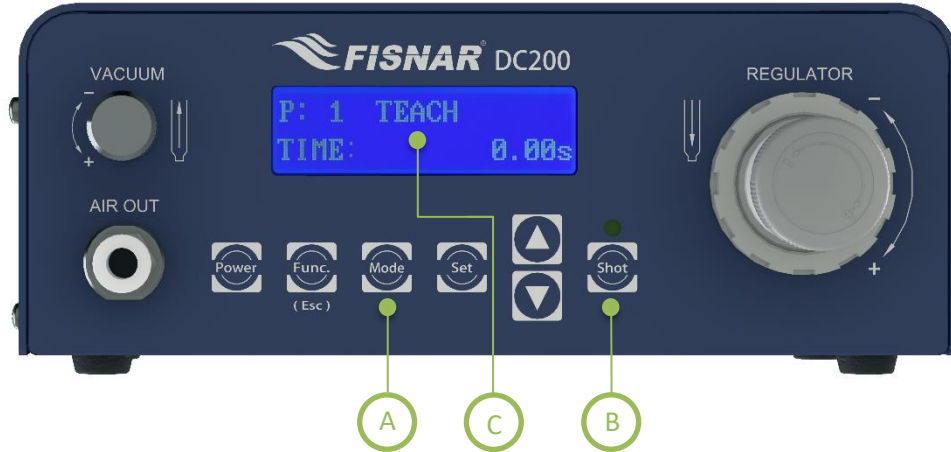 FISNAR® DC200
VACUUM
REGULATOR
- 
+
-
+
P: 1 TEACH
TIME: 0.00s
AIR OUT
Power
Func.
Mode
Set
Shot
(Esc)
A
C
B